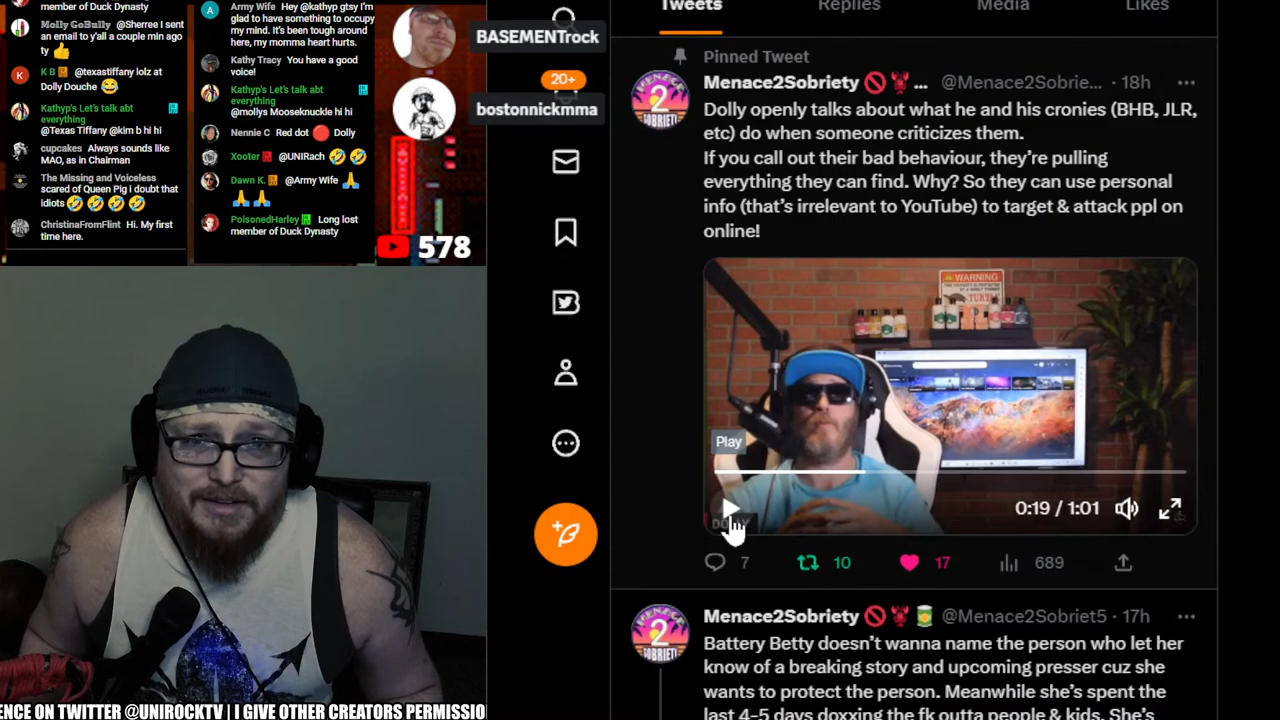 member of Duck Dynasty
Molly GoBully @Sherree I sent
an email to y'all a couple min ago
ty 👍
K B @texastiffany lolz at
Dolly Douche 😂
Kathyp's Let's talk abt
everything
@Texas Tiffany @kim b hi hi
cupcakes Always sounds like
MAO, as in Chairman
The Missing and Voiceless
scared of Queen Pig i doubt that
Idiots 🤣🤣🤣🤣
ChristinaFromFlint Hi. My first
time here.
Army Wife Hey @kathyp gtsy I'm
glad to have something to occupy
my mind. It's been tough around
here, my momma heart hurts.
Kathy Tracy You have a good
voice!
Kathyp's Let's talk abt
everything
@mollys Mooseknuckle hi hi
Nennie C Red dot 🔴 Dolly
Xooter @UNIRach 🤣🤣
Dawn K. @Army Wife 🙏
🙏🙏
PoisonedHarley Long lost
member of Duck Dynasty
BASEMENTrock
bostonnickmma
578
20+
Tweets
Replies
Media
Likes
Pinned Tweet
Menace2Sobriety 🚫🦞... @Menace2Sobrie... · 18h
Dolly openly talks about what he and his cronies (BHB, JLR,
etc) do when someone criticizes them.
If you call out their bad behaviour, they're pulling
everything they can find. Why? So they can use personal
info (that's irrelevant to YouTube) to target & attack ppl on
online!
WARNING
Play
0:19 / 1:01
7
10
17
689
Menace2Sobriety 🚫🦞🥫 @Menace2Sobriet5 · 17h
Battery Betty doesn't wanna name the person who let her
know of a breaking story and upcoming presser cuz she
wants to protect the person. Meanwhile she's spent the
last 4-5 days doxxing the fk outta people & kids. She's
ENCE ON TWITTER @UNIROCKTV | I GIVE OTHER CREATORS PERMISSIO